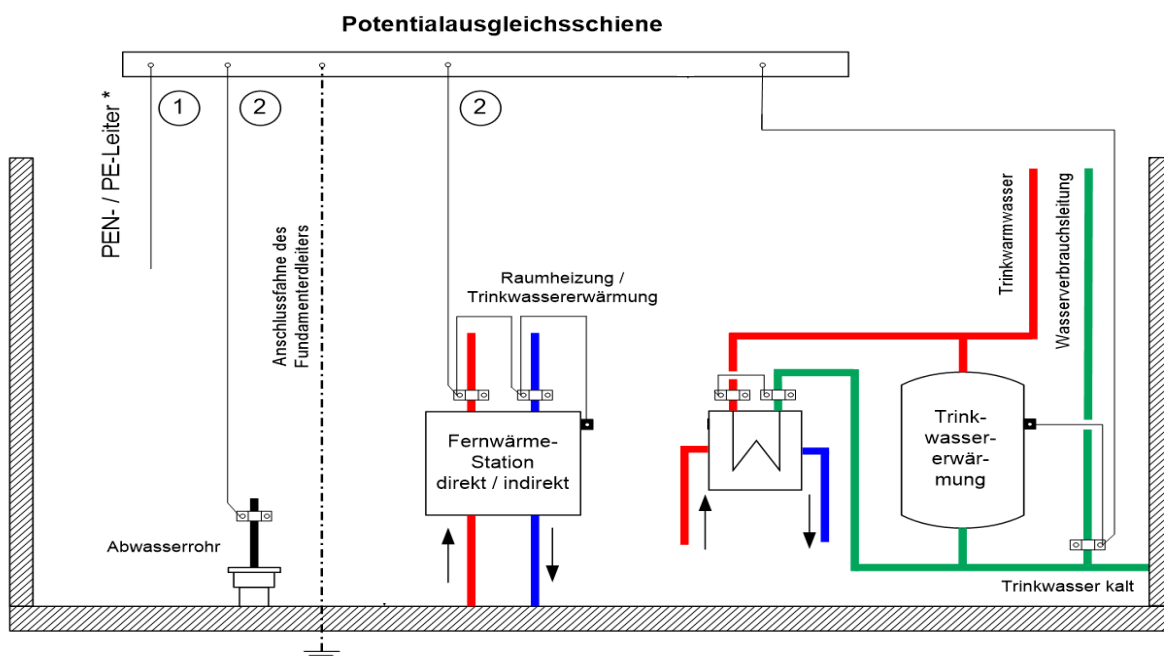 Potentialausgleichsschiene
PEN- / PE-Leiter *
1
2
2
Anschlussfahne des
Fundamenterdleiters
Raumheizung /
Trinkwassererwärmung
Trinkwarmwasser
Wasserverbrauchsleitung
Fernwärme-
Station
direkt / indirekt
Trink-
wasser-
erwär-
mung
Abwasserrohr
Trinkwasser kalt